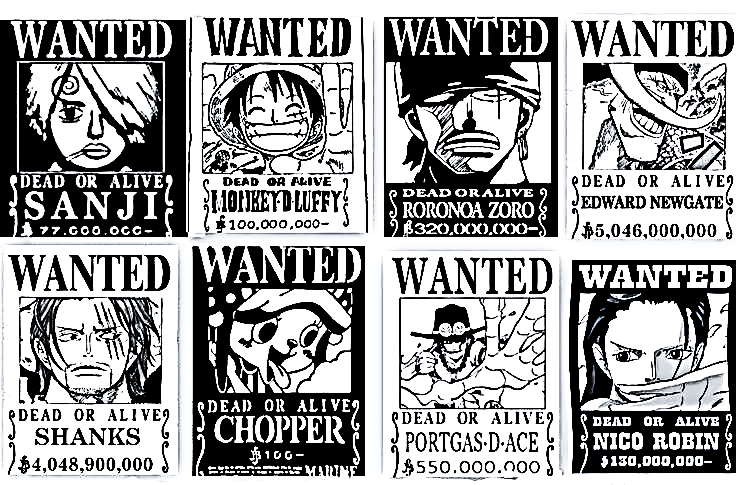 WANTED
DEAD OR ALIVE
SANJI
฿77,000,000-
WANTED
DEAD OR ALIVE
MONKEY·D·LUFFY
฿100,000,000-
WANTED
DEAD OR ALIVE
RORONOA ZORO
฿320,000,000-
WANTED
DEAD OR ALIVE
EDWARD NEWGATE
฿5,046,000,000
WANTED
DEAD OR ALIVE
SHANKS
฿4,048,900,000
WANTED
DEAD OR ALIVE
CHOPPER
฿100-
MARINE
WANTED
DEAD OR ALIVE
PORTGAS·D·ACE
฿550,000,000-
WANTED
DEAD OR ALIVE
NICO ROBIN
฿130,000,000-